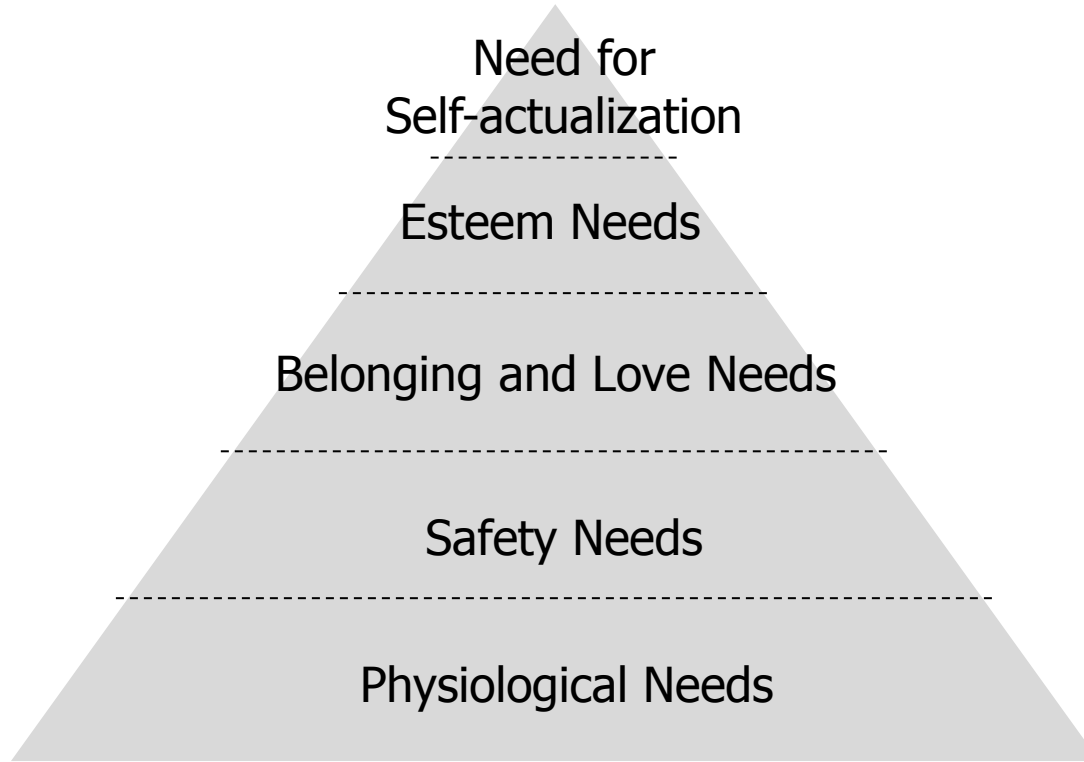 Need for
Self-actualization
Esteem Needs
Belonging and Love Needs
Safety Needs
Physiological Needs